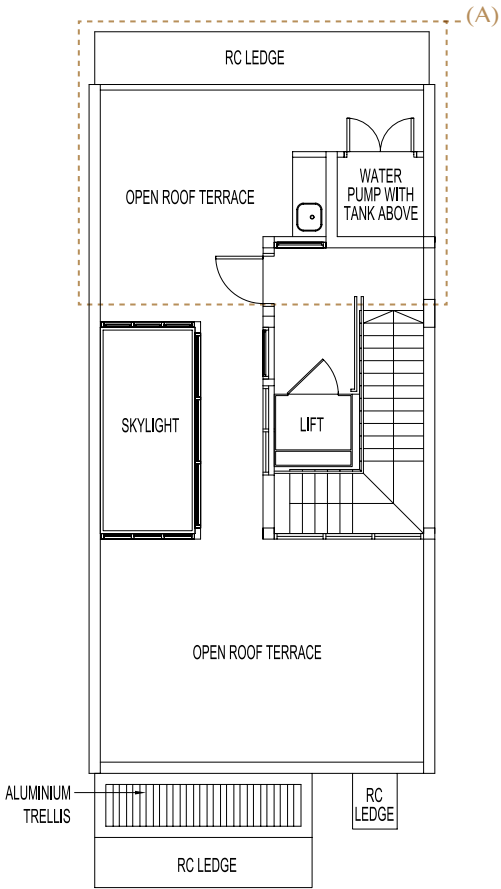 (A)
RC LEDGE
WATER
PUMP WITH
TANK ABOVE
OPEN ROOF TERRACE
SKYLIGHT
LIFT
OPEN ROOF TERRACE
ALUMINIUM
TRELLIS
RC
LEDGE
RC LEDGE